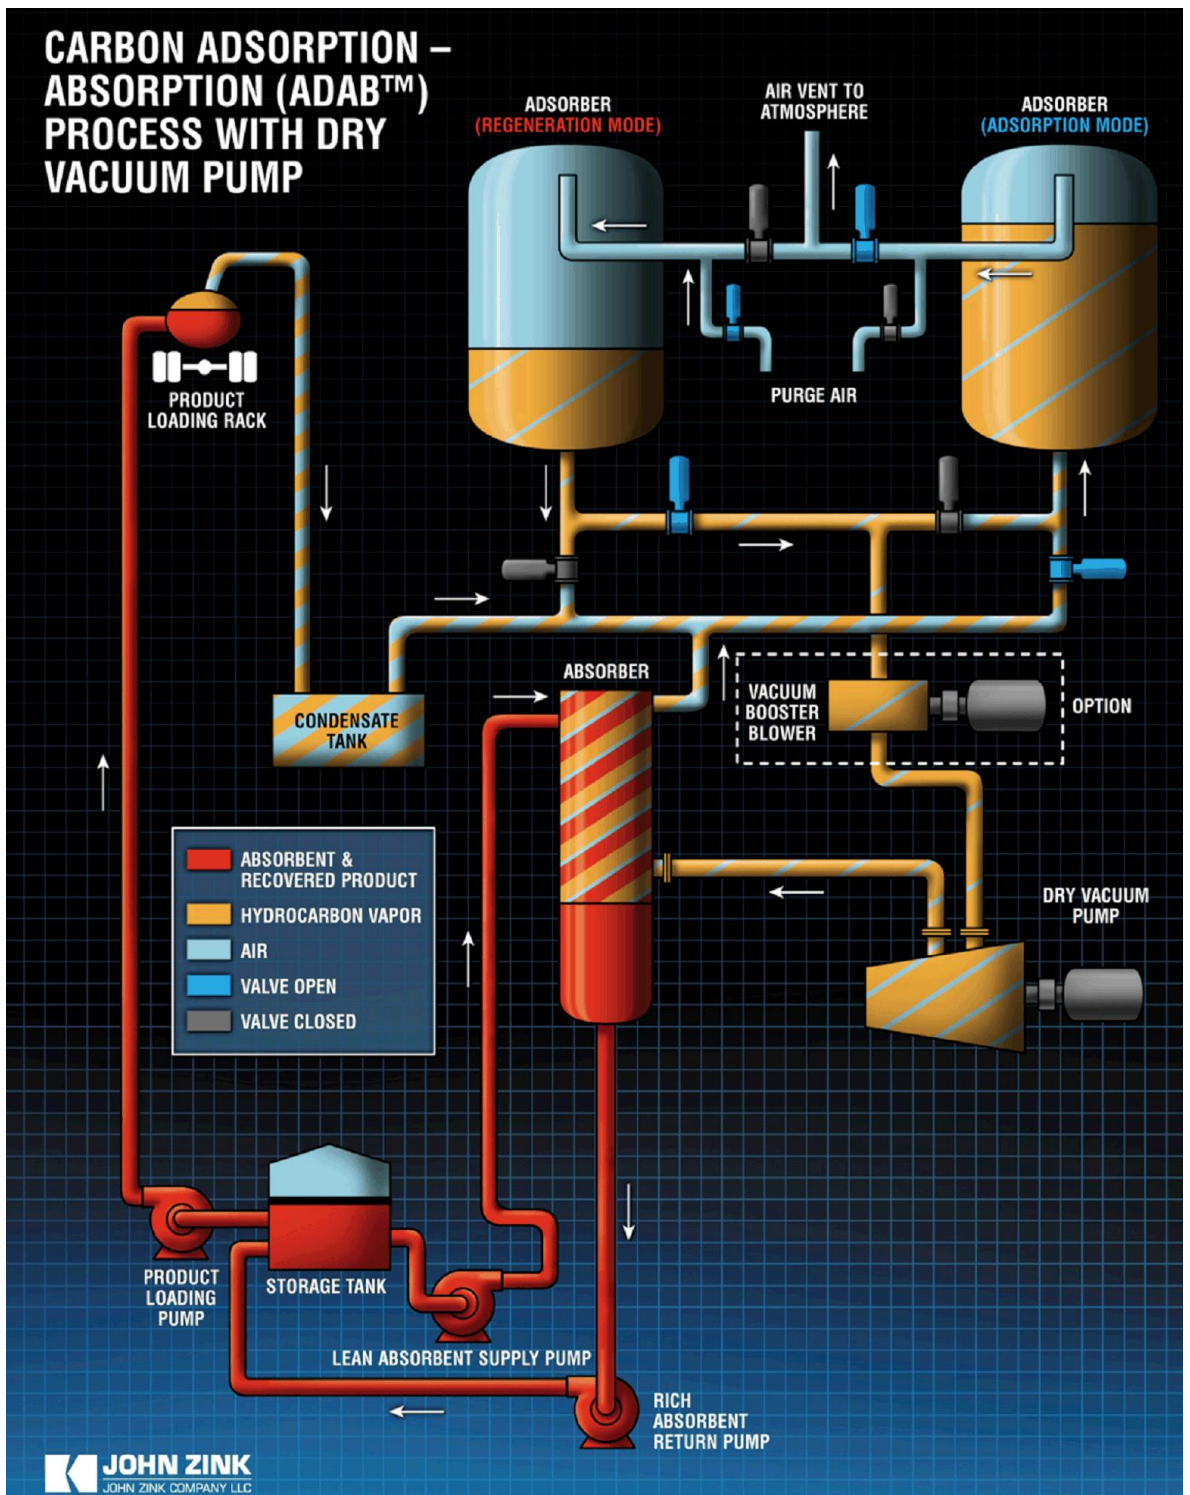 CARBON ADSORPTION –
ABSORPTION (ADAB™)
PROCESS WITH DRY
VACUUM PUMP
ADSORBER
(REGENERATION MODE)
AIR VENT TO
ATMOSPHERE
ADSORBER
(ADSORPTION MODE)
PURGE AIR
PRODUCT
LOADING RACK
ABSORBER
CONDENSATE
TANK
VACUUM
BOOSTER
BLOWER
OPTION
ABSORBENT &
RECOVERED PRODUCT
HYDROCARBON VAPOR
AIR
VALVE OPEN
VALVE CLOSED
DRY VACUUM
PUMP
PRODUCT
LOADING
PUMP
STORAGE TANK
LEAN ABSORBENT SUPPLY PUMP
RICH
ABSORBENT
RETURN PUMP
JOHN ZINK
JOHN ZINK COMPANY LLC